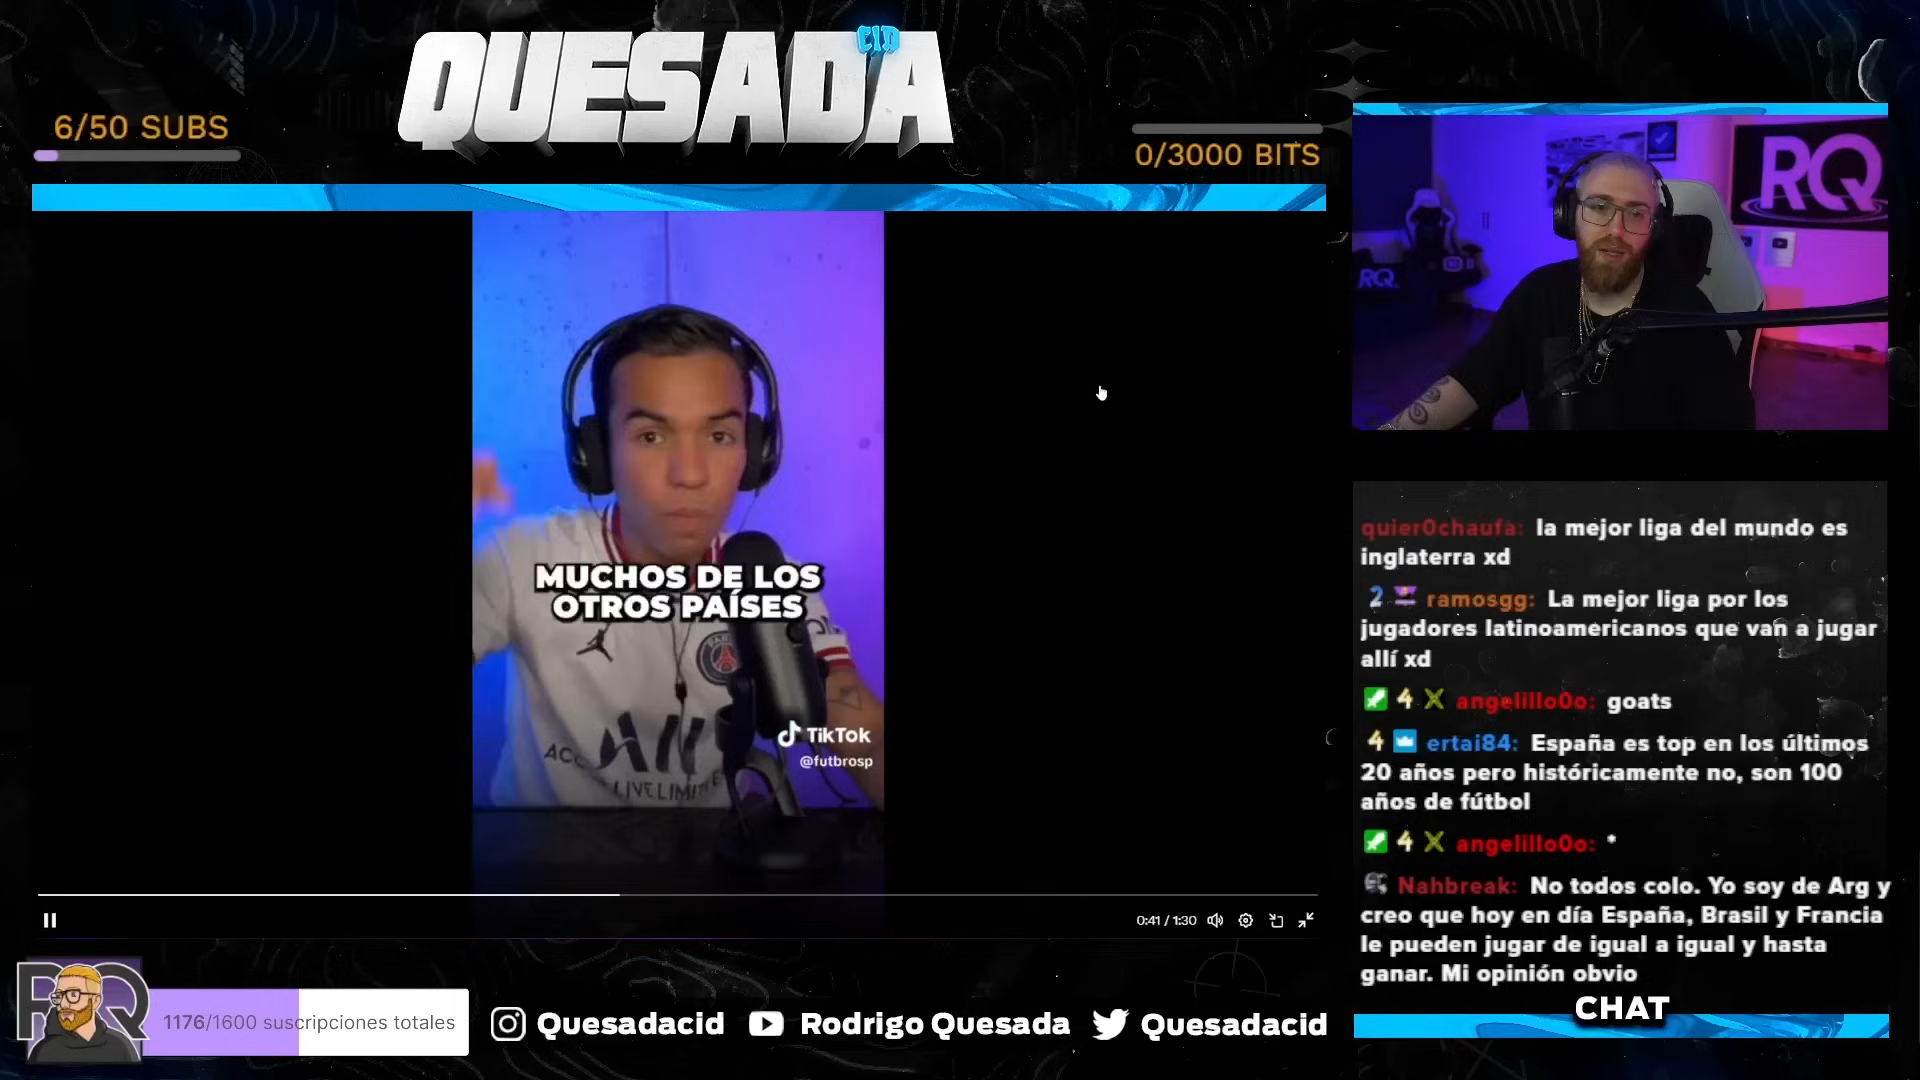 QUESADA
CID
6/50 SUBS
0/3000 BITS
RQ
RQ
MUCHOS DE LOS
OTROS PAÍSES
TikTok
@futbrosp
0:41 / 1:30
quier0chaufa: la mejor liga del mundo es
inglaterra xd
2 ramosgg: La mejor liga por los
jugadores latinoamericanos que van a jugar
allí xd
4 angelillo0o: goats
4 ertai84: España es top en los últimos
20 años pero históricamente no, son 100
años de fútbol
4 angelillo0o: *
Nahbreak: No todos colo. Yo soy de Arg y
creo que hoy en día España, Brasil y Francia
le pueden jugar de igual a igual y hasta
ganar. Mi opinión obvio
CHAT
RQ
1176/1600 suscripciones totales
Quesadacid
Rodrigo Quesada
Quesadacid